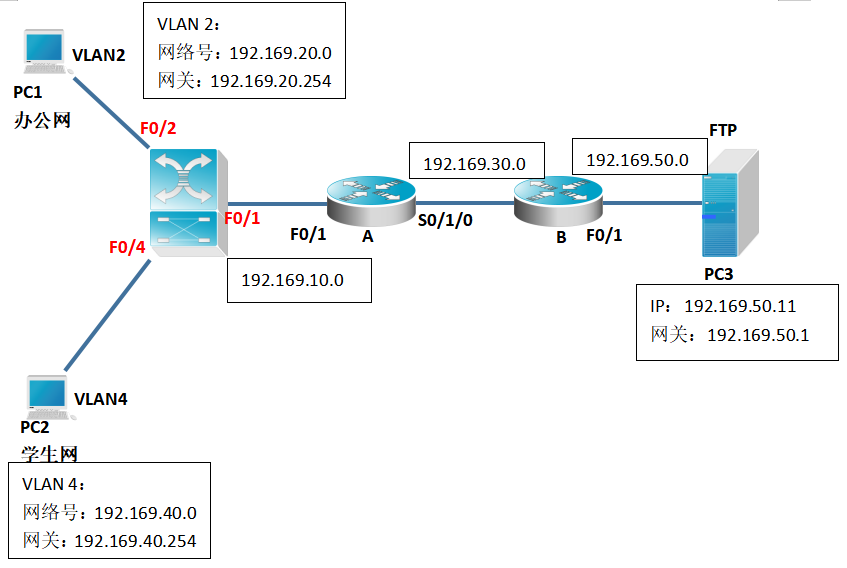 VLAN 2：
网络号：192.169.20.0
网关：192.169.20.254
VLAN2
PC1
办公网
F0/2
FTP
192.169.30.0
192.169.50.0
F0/1
F0/1
A
S0/1/0
B
F0/1
F0/4
192.169.10.0
PC3
IP：192.169.50.11
网关：192.169.50.1
VLAN4
PC2
学生网
VLAN 4：
网络号：192.169.40.0
网关：192.169.40.254